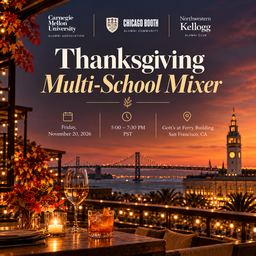 Carnegie
Mellon
University
ALUMNI ASSOCIATION
CHICAGO BOOTH
ALUMNI COMMUNITY
Northwestern
Kellogg
ALUMNI CLUB
Thanksgiving
Multi-School Mixer
Friday,
November 20, 2026
5:00 – 7:30 PM
PST
Gott's at Ferry Building
San Francisco, CA